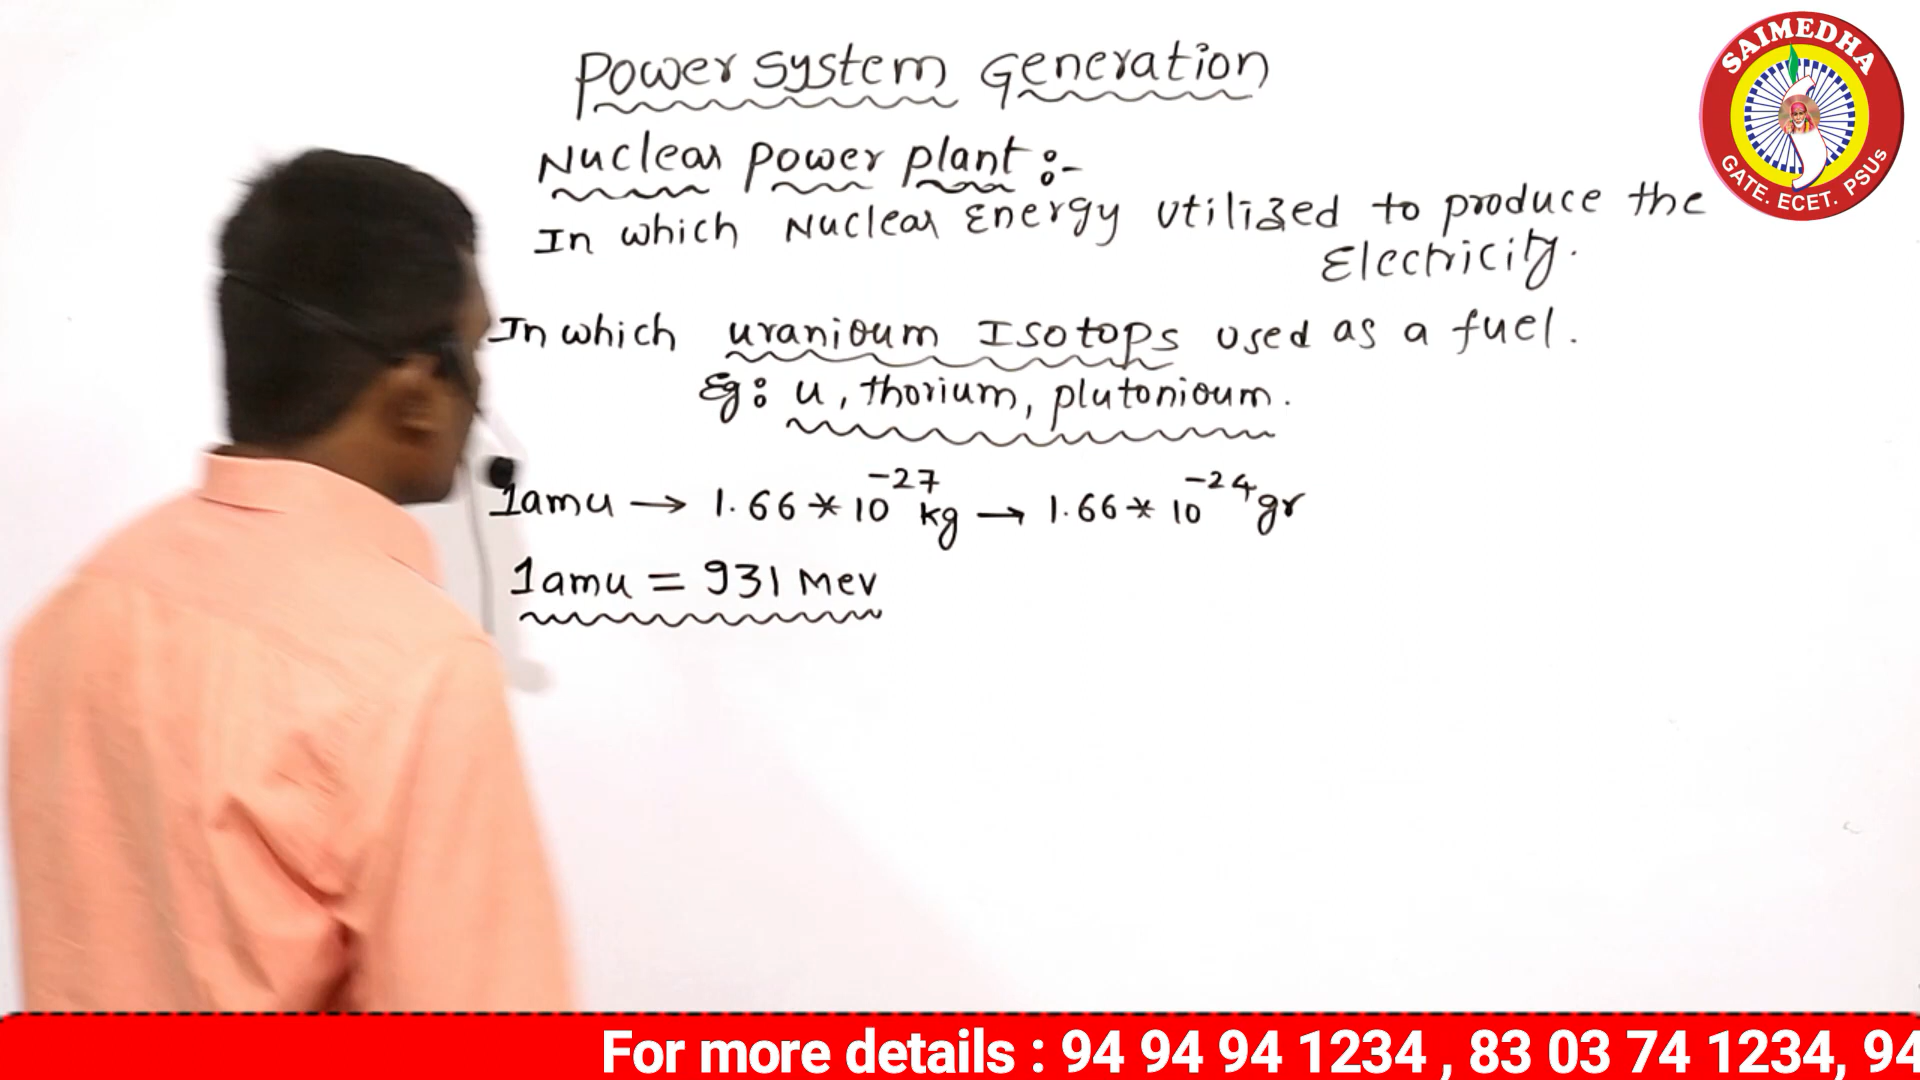 Power System Generation
Nuclear power plant :-
In which Nuclear Energy utilized to produce the
Electricity.
In which uranioum Isotops used as a fuel.
Eg: u, thorium, plutonioum.
1amu → 1.66 * 10⁻²⁷ kg → 1.66 * 10⁻²⁴ gr
1amu = 931 Mev
SAIMEDHA
GATE. ECET. PSUs
For more details : 94 94 94 1234 , 83 03 74 1234, 94